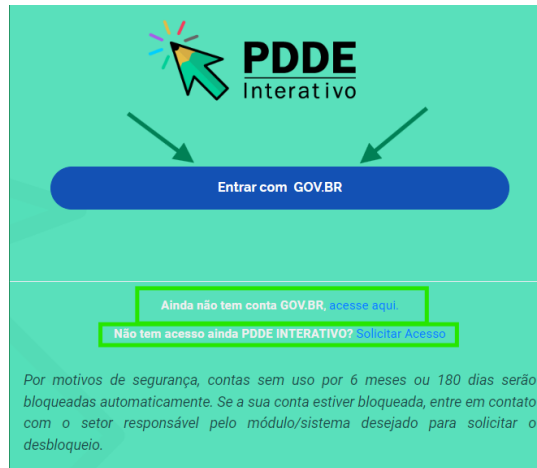 PDDE
Interativo
Entrar com GOV.BR
Ainda não tem conta GOV.BR, acesse aqui.
Não tem acesso ainda PDDE INTERATIVO? Solicitar Acesso
Por motivos de segurança, contas sem uso por 6 meses ou 180 dias serão
bloqueadas automaticamente. Se a sua conta estiver bloqueada, entre em contato
com o setor responsável pelo módulo/sistema desejado para solicitar o
desbloqueio.